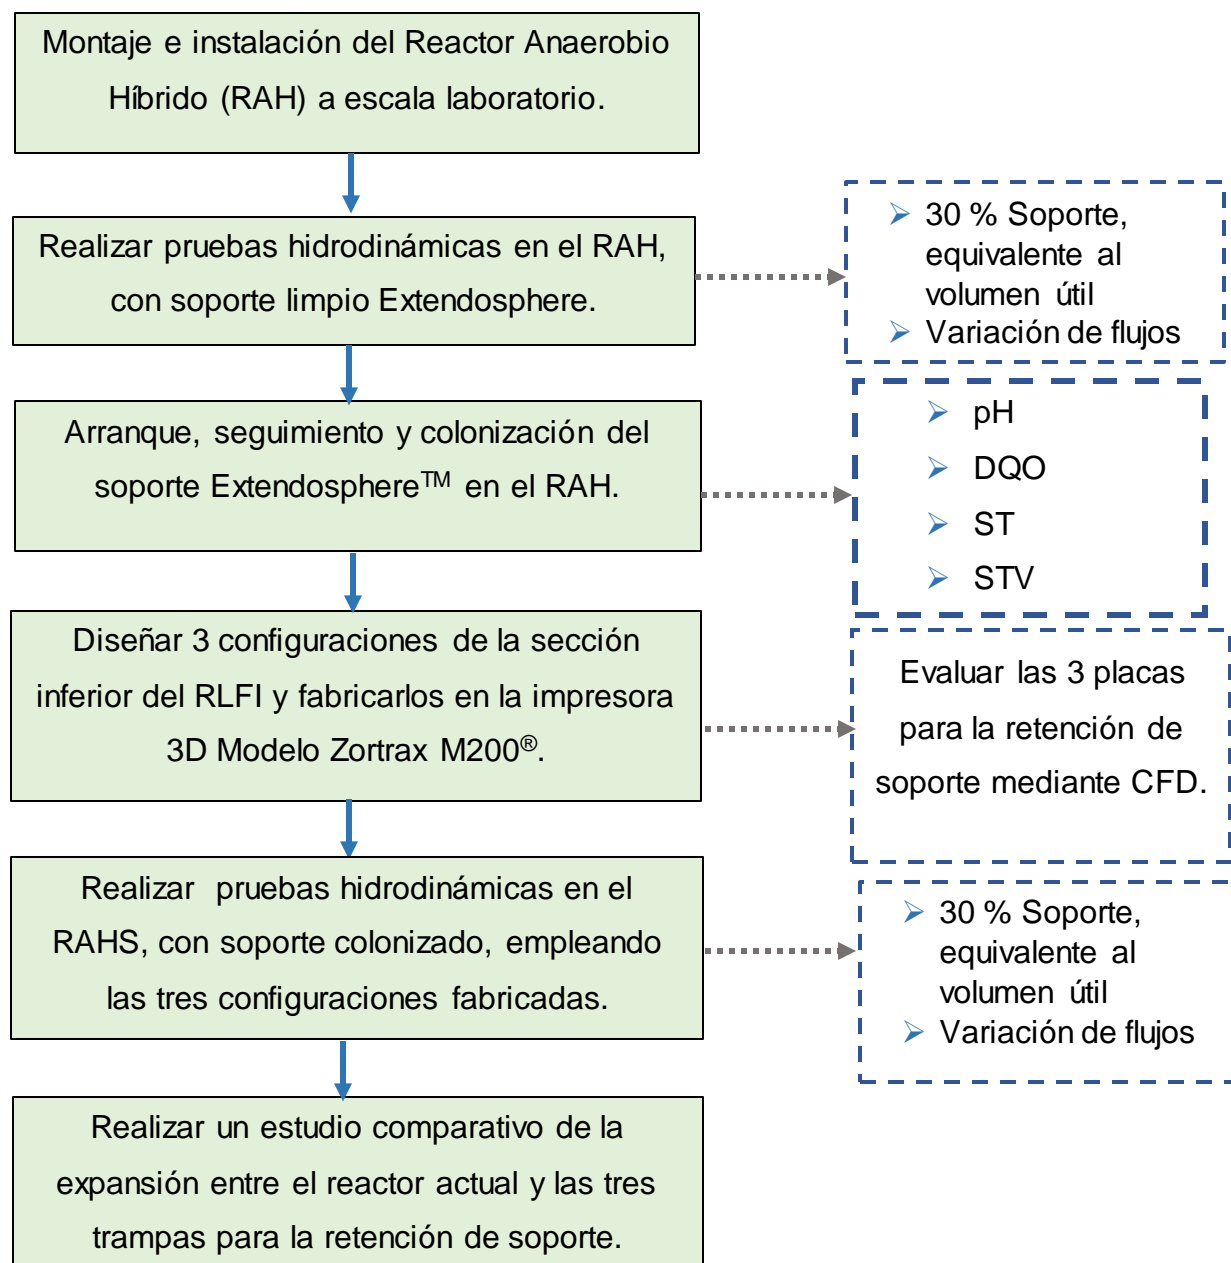 Montaje e instalación del Reactor Anaerobio
Híbrido (RAH) a escala laboratorio.
Realizar pruebas hidrodinámicas en el RAH,
con soporte limpio Extendosphere.
➢ 30 % Soporte,
equivalente al
volumen útil
➢ Variación de flujos
Arranque, seguimiento y colonización del
soporte Extendosphere™ en el RAH.
➢ pH
➢ DQO
➢ ST
➢ STV
Diseñar 3 configuraciones de la sección
inferior del RLFI y fabricarlos en la impresora
3D Modelo Zortrax M200®.
Evaluar las 3 placas
para la retención de
soporte mediante CFD.
Realizar pruebas hidrodinámicas en el
RAHS, con soporte colonizado, empleando
las tres configuraciones fabricadas.
➢ 30 % Soporte,
equivalente al
volumen útil
➢ Variación de flujos
Realizar un estudio comparativo de la
expansión entre el reactor actual y las tres
trampas para la retención de soporte.